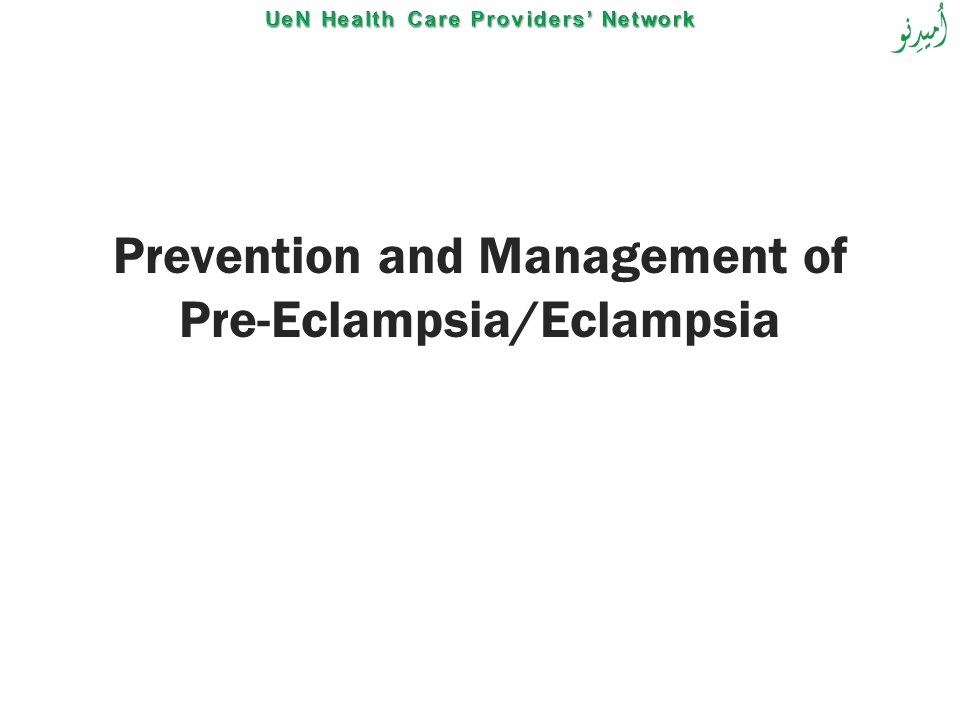 UeN Health Care Providers’ Network
اُمیدِنو
Prevention and Management of
Pre-Eclampsia/Eclampsia